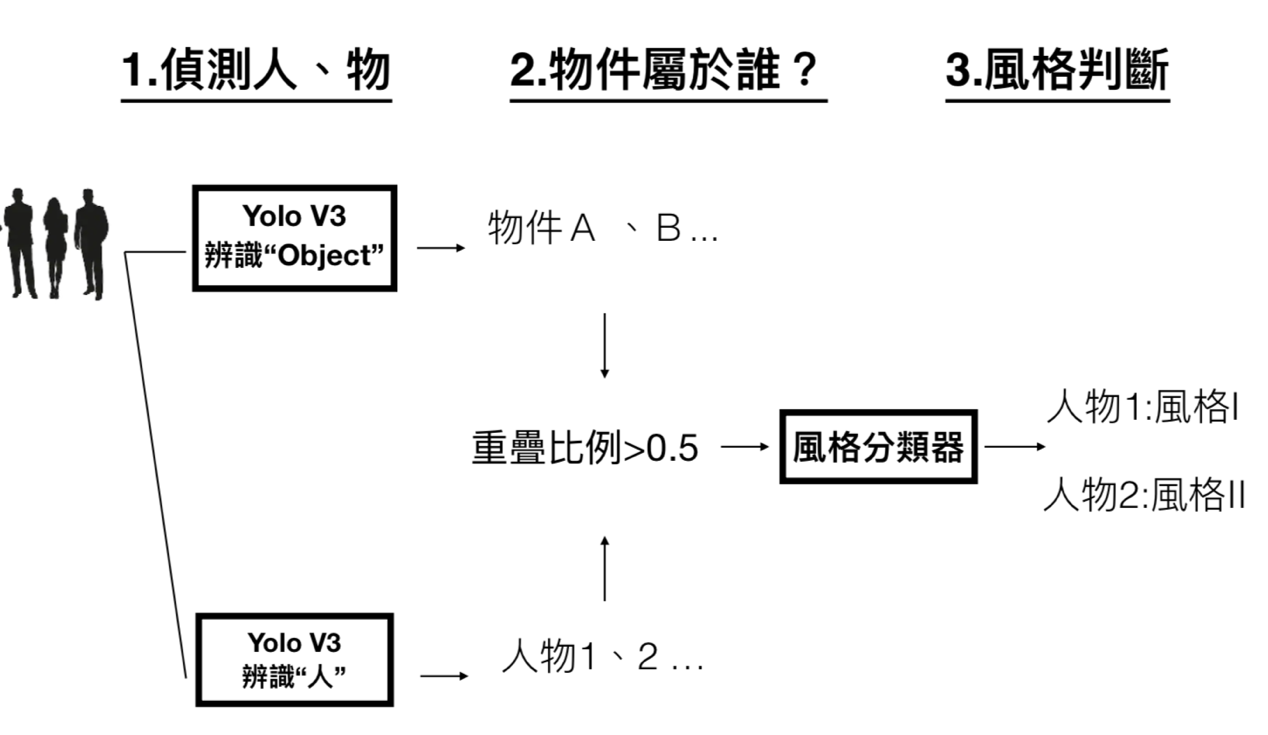 1.偵測人、物
2.物件屬於誰？
3.風格判斷
Yolo V3
辨識“Object”
物件A 、B...
重疊比例>0.5
風格分類器
人物1:風格I
人物2:風格II
Yolo V3
辨識“人”
人物1、2 ...